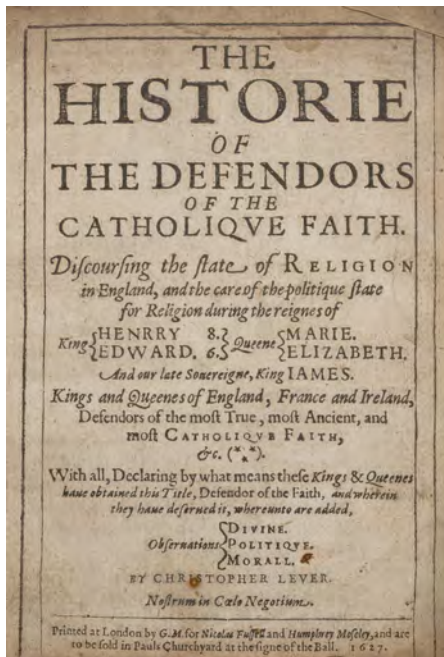 THE
HISTORIE
OF
THE DEFENDORS
OF THE
CATHOLIQVE FAITH.
Discoursing the state of RELIGION
in England, and the care of the politique state
for Religion during the reignes of
King {HENRRY 8.} Queene {MARIE.
{EDWARD. 6.} {ELIZABETH.
And our late Soueraigne, King IAMES.
Kings and Queenes of England, France and Ireland,
Defendors of the most True, most Ancient, and
most CATHOLIQVE FAITH,
&c. (***)
With all, Declaring by what means these Kings & Queenes
haue obtained this Title, Defendor of the Faith, and wherein
they haue deserued it, whereunto are added,
Obseruations {DIVINE.
{POLITIQVE.
{MORALL.
BY CHRISTOPHER LEVER.
Nostrum in Cœlo Negotium.
Printed at London by G.M. for Nicolas Fussell and Humphrey Moseley, and are
to be sold in Pauls Churchyard at the signe of the Ball. 1627.